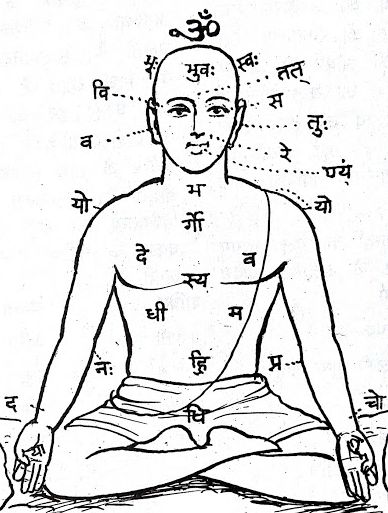 ॐ
भूः भुवः स्वः
तत्
वि स
व तुः
रे
ण्यं
यो भ यो
र्गो
दे व
स्य
धी म
नः हि प्र
धि
द चो
या त्